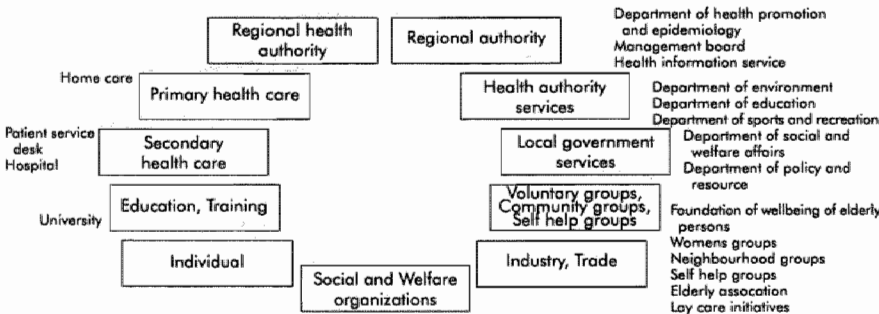 Regional health
authority
Regional authority
Department of health promotion
and epidemiology
Management board
Health information service
Home care
Primary health care
Health authority
services
Department of environment
Department of education
Department of sports and recreation
Patient service
desk
Hospital
Secondary
health care
Local government
services
Department of social and
welfare affairs
Department of policy and
resource
University
Education, Training
Voluntary groups,
Community groups,
Self help groups
Foundation of wellbeing of elderly
persons
Womens groups
Neighbourhood groups
Self help groups
Elderly assocation
Lay care initiatives
Individual
Social and Welfare
organizations
Industry, Trade